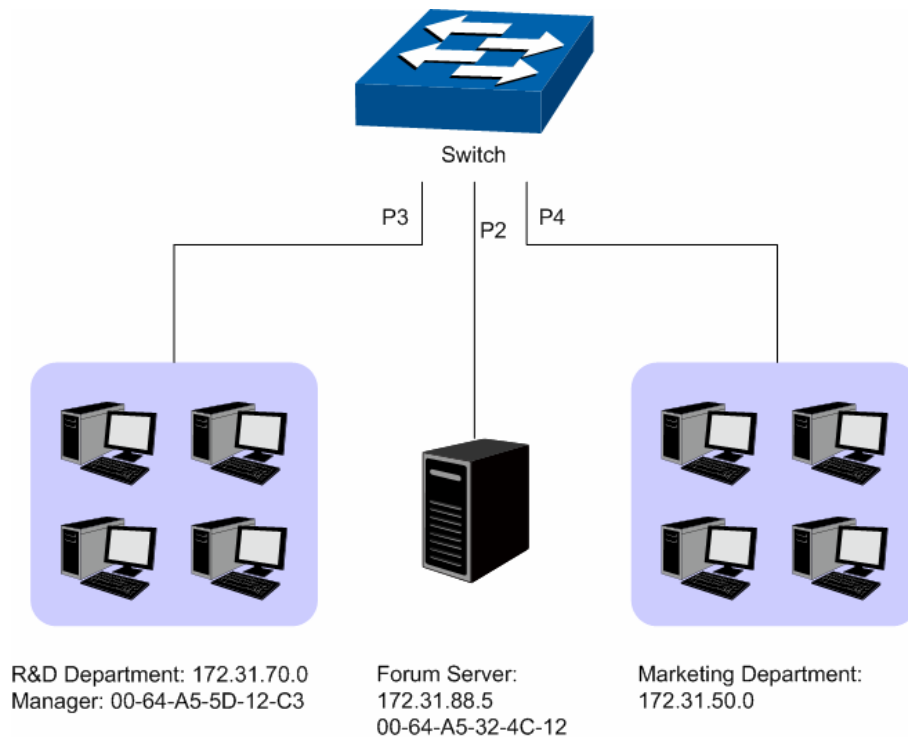 Switch
P3
P2
P4
R&D Department: 172.31.70.0
Manager: 00-64-A5-5D-12-C3
Forum Server:
172.31.88.5
00-64-A5-32-4C-12
Marketing Department:
172.31.50.0